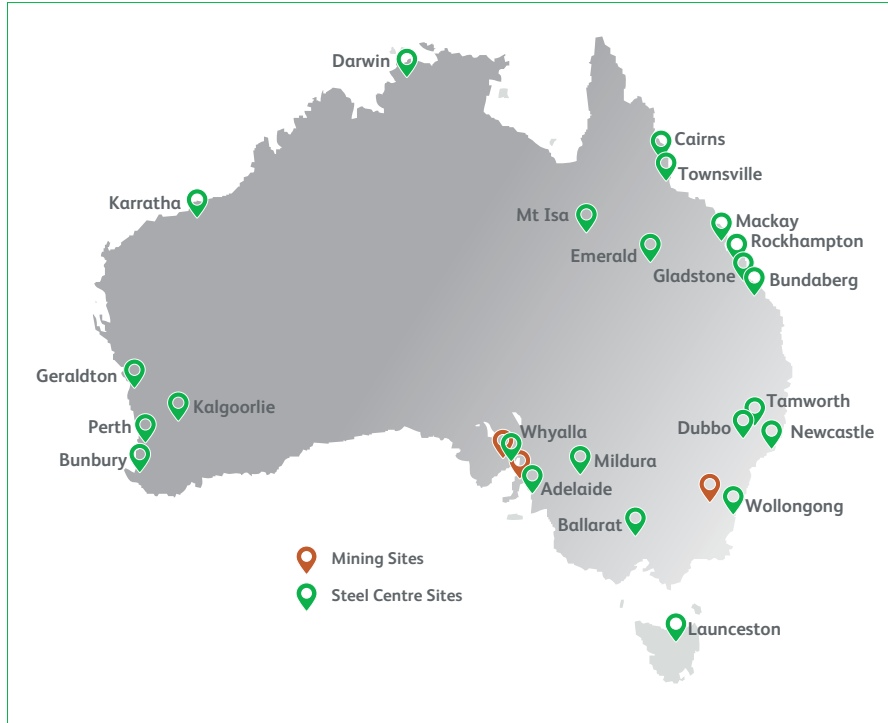 Darwin
Cairns
Townsville
Karratha
Mt Isa
Mackay
Rockhampton
Emerald
Gladstone
Bundaberg
Geraldton
Kalgoorlie
Tamworth
Perth
Dubbo
Newcastle
Whyalla
Bunbury
Mildura
Adelaide
Wollongong
Ballarat
Mining Sites
Steel Centre Sites
Launceston